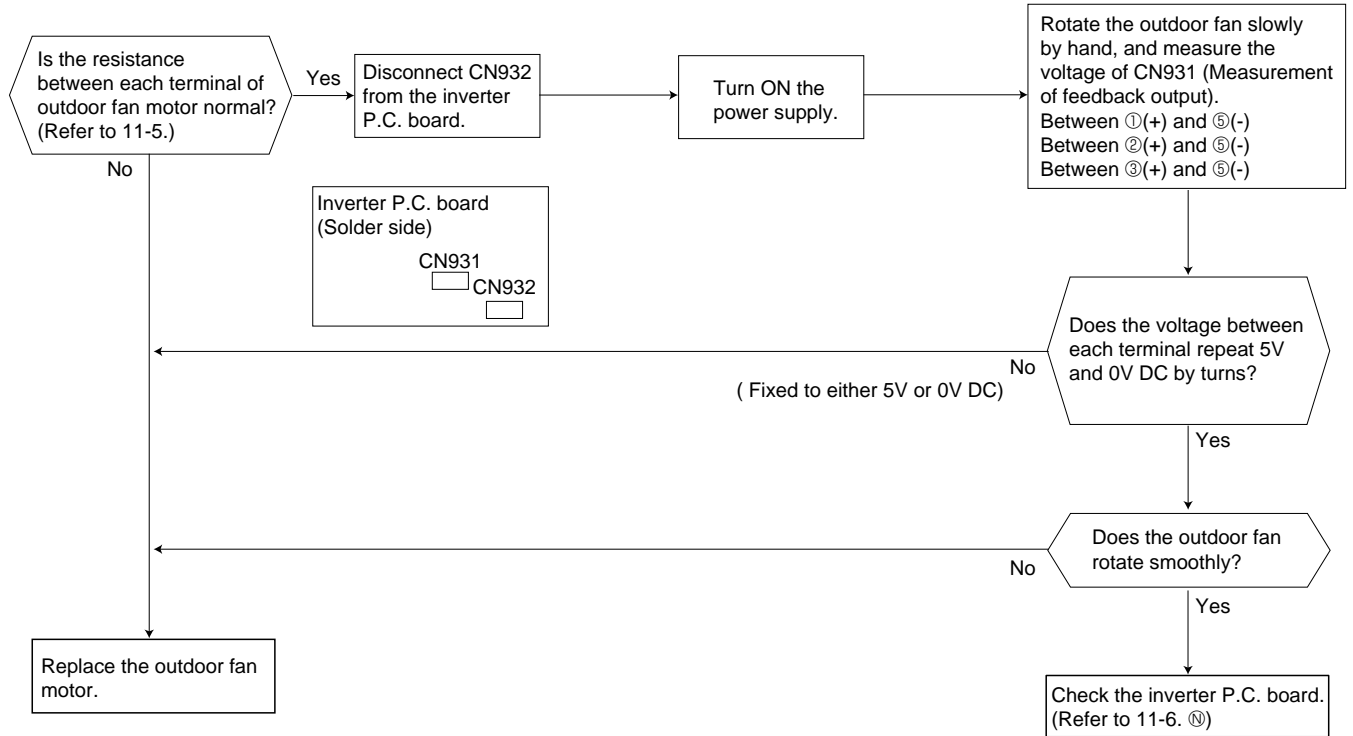 Is the resistance
between each terminal of
outdoor fan motor normal?
(Refer to 11-5.)
Yes
No
Disconnect CN932
from the inverter
P.C. board.
Turn ON the
power supply.
Rotate the outdoor fan slowly
by hand, and measure the
voltage of CN931 (Measurement
of feedback output).
Between ①(+) and ⑤(-)
Between ②(+) and ⑤(-)
Between ③(+) and ⑤(-)
Inverter P.C. board
(Solder side)
CN931
CN932
Does the voltage between
each terminal repeat 5V
and 0V DC by turns?
No
( Fixed to either 5V or 0V DC)
Yes
Does the outdoor fan
rotate smoothly?
No
Yes
Replace the outdoor fan
motor.
Check the inverter P.C. board.
(Refer to 11-6. Ⓝ)